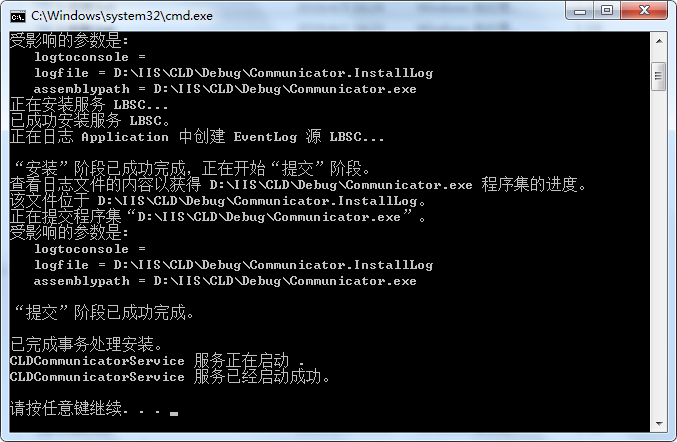 C:\Windows\system32\cmd.exe
受影响的参数是:
logtoconsole =
logfile = D:\IIS\CLD\Debug\Communicator.InstallLog
assemblypath = D:\IIS\CLD\Debug\Communicator.exe
正在安装服务 LBSC...
已成功安装服务 LBSC。
正在日志 Application 中创建 EventLog 源 LBSC...
“安装”阶段已成功完成，正在开始“提交”阶段。
查看日志文件的内容以获得 D:\IIS\CLD\Debug\Communicator.exe 程序集的进度。
该文件位于 D:\IIS\CLD\Debug\Communicator.InstallLog。
正在提交程序集“D:\IIS\CLD\Debug\Communicator.exe”。
受影响的参数是:
logtoconsole =
logfile = D:\IIS\CLD\Debug\Communicator.InstallLog
assemblypath = D:\IIS\CLD\Debug\Communicator.exe
“提交”阶段已成功完成。
已完成事务处理安装。
CLDCommunicatorService 服务正在启动 .
CLDCommunicatorService 服务已经启动成功。
请按任意键继续. . .